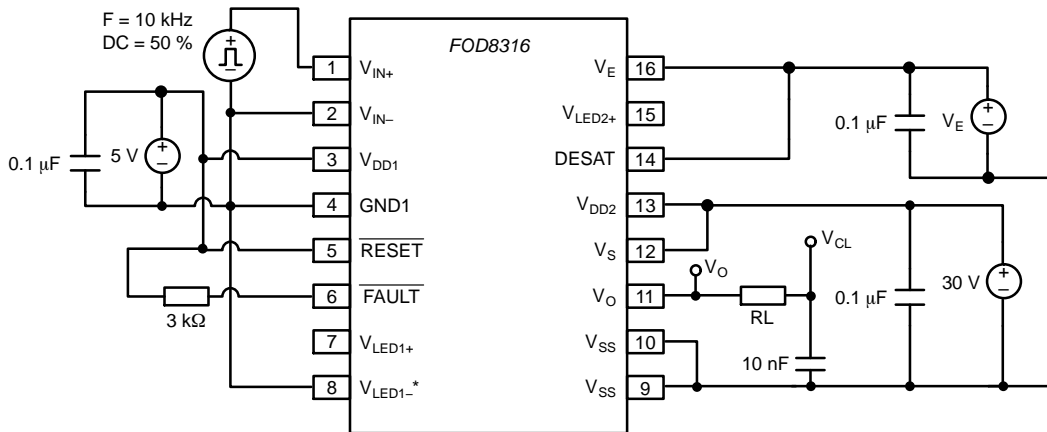 F = 10 kHz
DC = 50 %
FOD8316
1 V_IN+
2 V_IN–
3 V_DD1
4 GND1
5 RESET
6 FAULT
7 V_LED1+
8 V_LED1–*
V_E 16
V_LED2+ 15
DESAT 14
V_DD2 13
V_S 12
V_O 11
V_SS 10
V_SS 9
+
–
0.1 μF
5 V
+
–
3 kΩ
0.1 μF
V_E
+
–
V_CL
V_O
RL
10 nF
0.1 μF
30 V
+
–